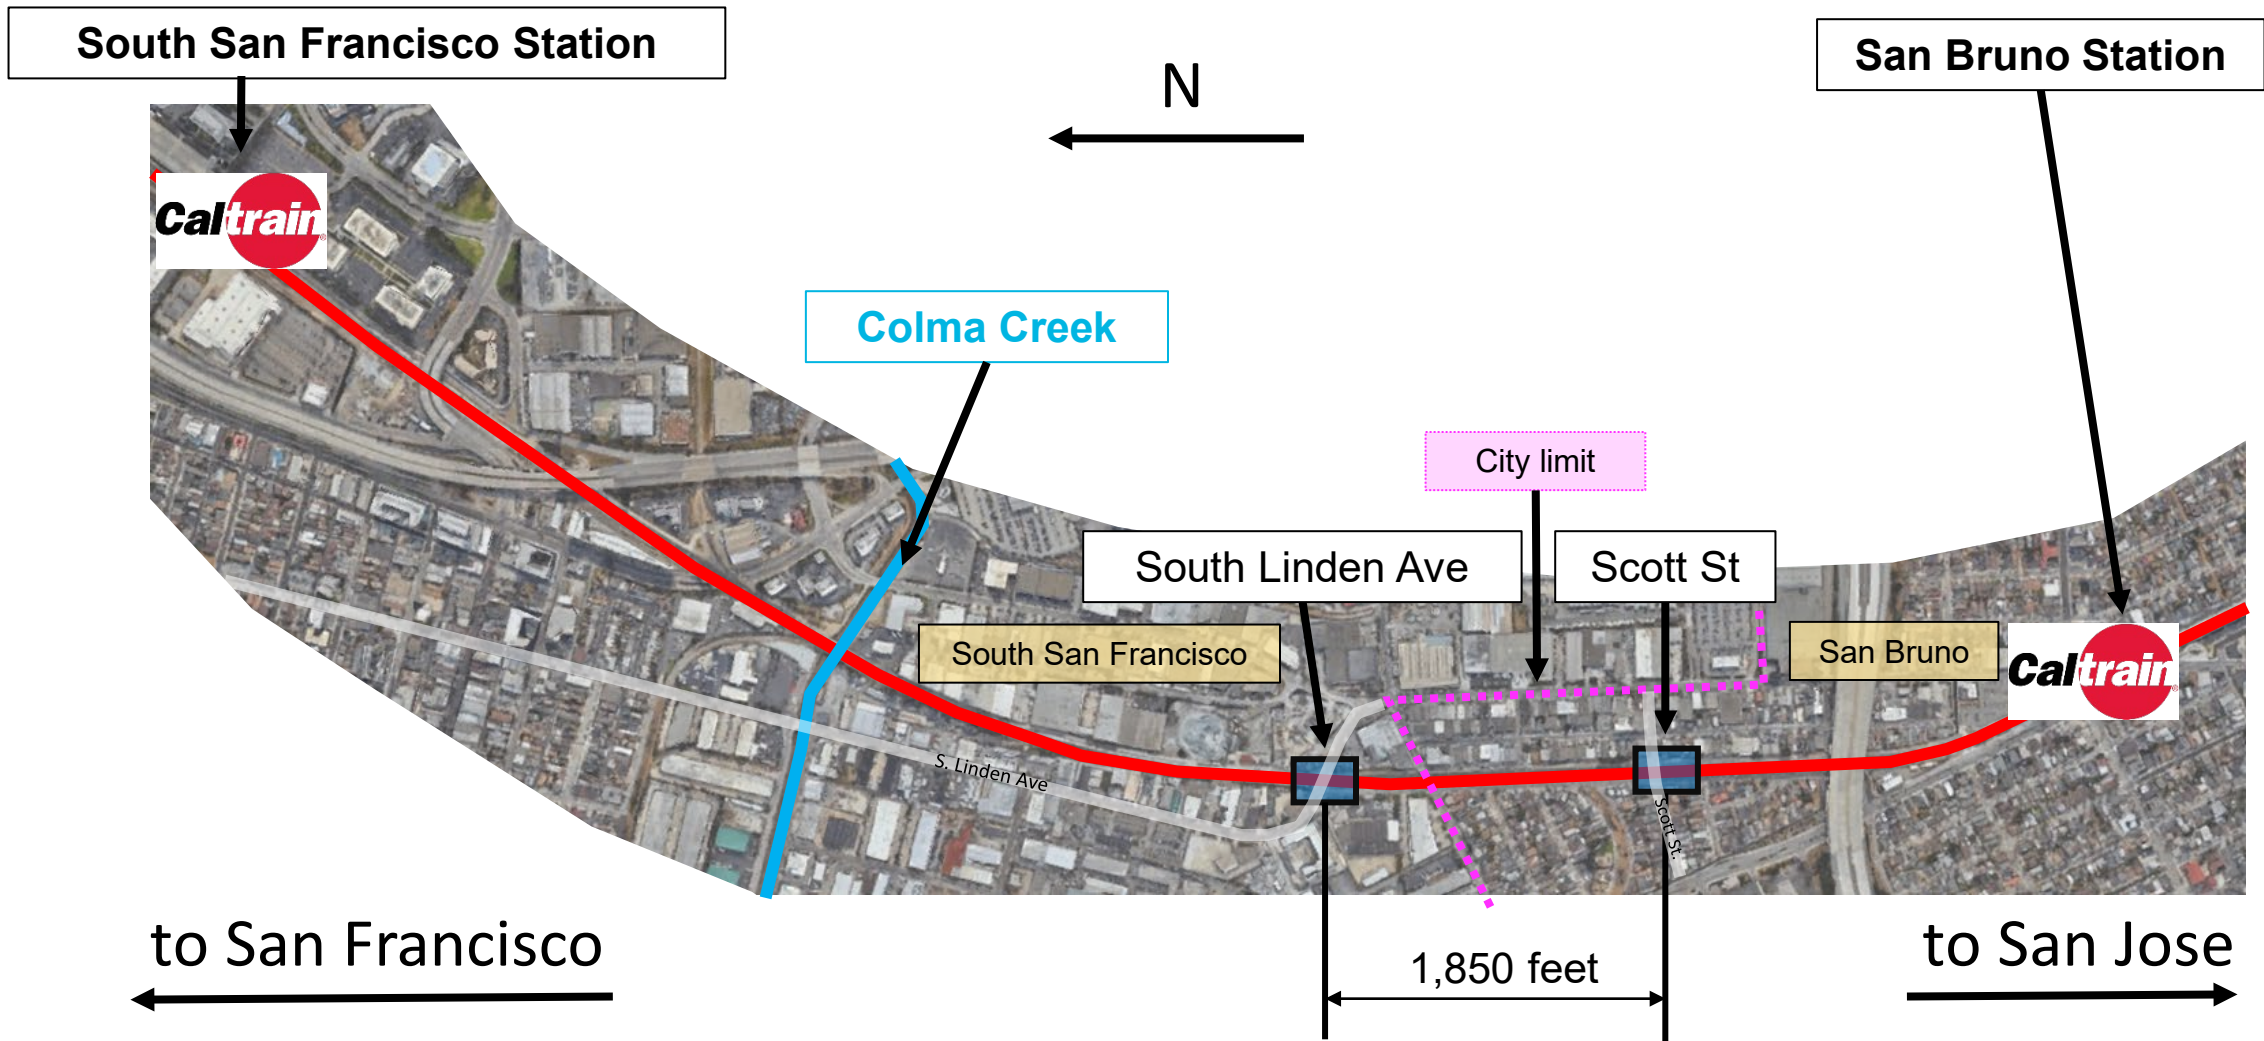 South San Francisco Station
San Bruno Station
N
Caltrain®
Colma Creek
City limit
South Linden Ave
Scott St
South San Francisco
San Bruno
Caltrain®
S. Linden Ave
Scott St.
to San Francisco
1,850 feet
to San Jose